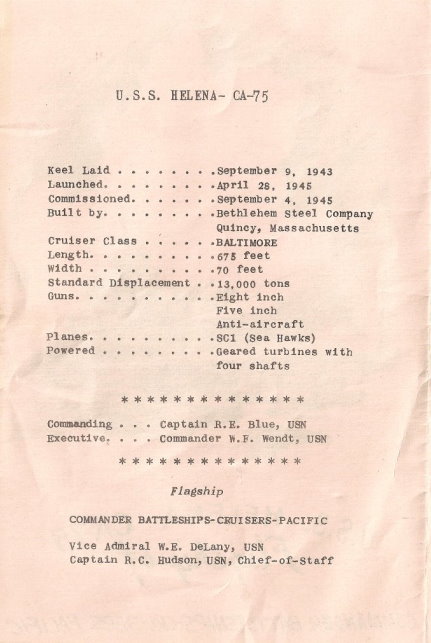 U.S.S. HELENA- CA-75
Keel Laid . . . . . . . .September 9, 1943
Launched. . . . . . . . .April 28, 1945
Commissioned. . . . . . .September 4, 1945
Built by. . . . . . . . .Bethlehem Steel Company
Quincy, Massachusetts
Cruiser Class . . . . . .BALTIMORE
Length. . . . . . . . . .675 feet
Width . . . . . . . . . .70 feet
Standard Displacement . .13,000 tons
Guns. . . . . . . . . . .Eight inch
Five inch
Anti-aircraft
Planes. . . . . . . . . .SC1 (Sea Hawks)
Powered . . . . . . . . .Geared turbines with
four shafts
* * * * * * * * * * * * * *
Commanding . . . Captain R.E. Blue, USN
Executive. . . . Commander W.F. Wendt, USN
* * * * * * * * * * * * * *
Flagship
COMMANDER BATTLESHIPS-CRUISERS-PACIFIC
Vice Admiral W.E. DeLany, USN
Captain R.C. Hudson, USN, Chief-of-Staff